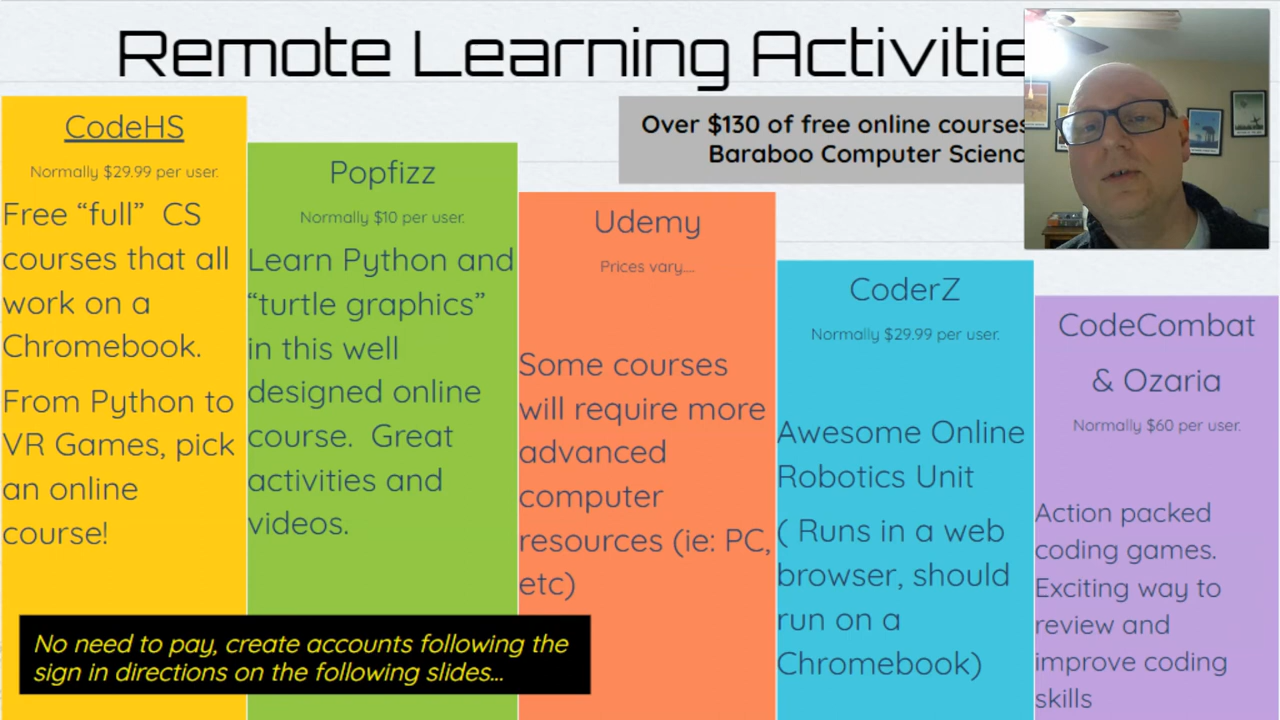 Remote Learning Activitie
Over $130 of free online courses
Baraboo Computer Scienc
CodeHS
Normally $29.99 per user.
Free “full” CS
courses that all
work on a
Chromebook.
From Python to
VR Games, pick
an online
course!
Popfizz
Normally $10 per user.
Learn Python and
“turtle graphics”
in this well
designed online
course. Great
activities and
videos.
Udemy
Prices vary....
Some courses
will require more
advanced
computer
resources (ie: PC,
etc)
CoderZ
Normally $29.99 per user.
Awesome Online
Robotics Unit
( Runs in a web
browser, should
run on a
Chromebook)
CodeCombat
& Ozaria
Normally $60 per user.
Action packed
coding games.
Exciting way to
review and
improve coding
skills
No need to pay, create accounts following the
sign in directions on the following slides...